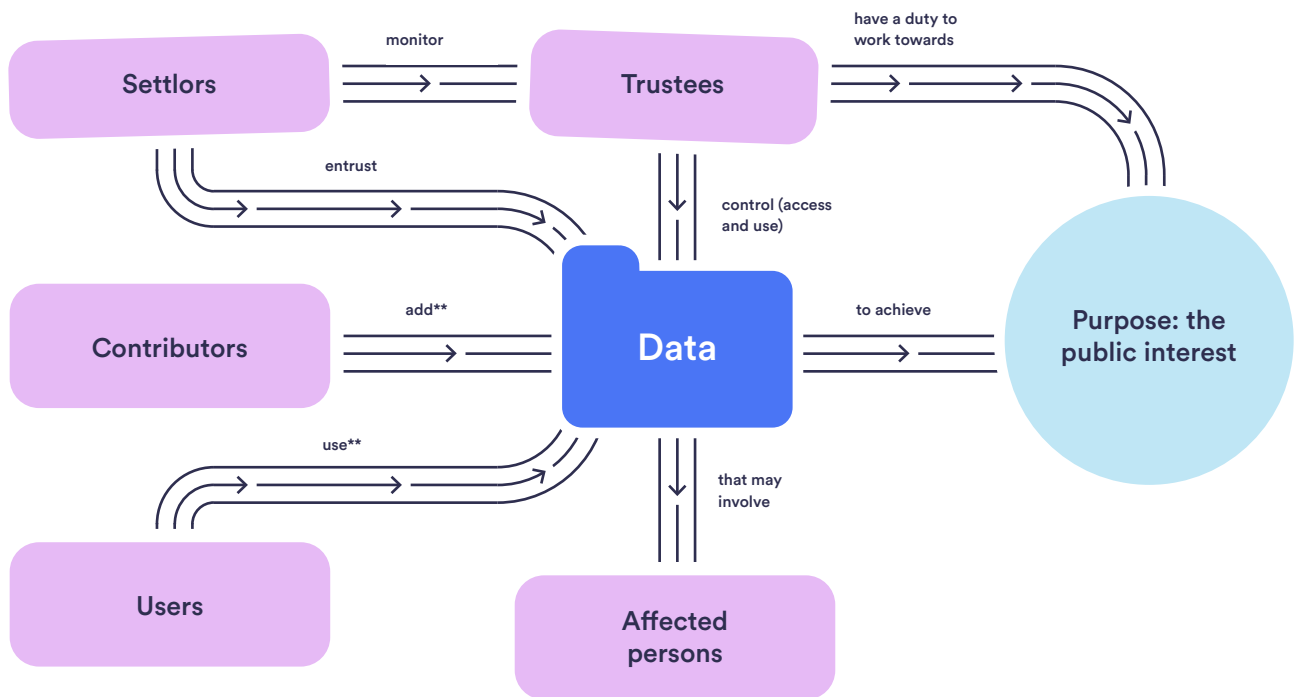 have a duty to
work towards
monitor
Settlors
Trustees
entrust
control (access
and use)
add**
to achieve
Contributors
Data
Purpose: the
public interest
use**
that may
involve
Users
Affected
persons